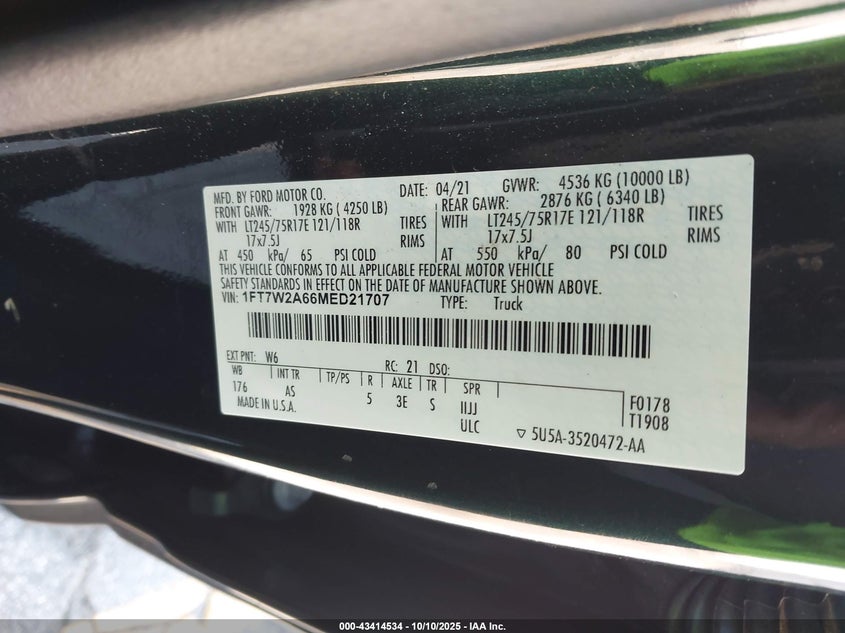 MFD. BY FORD MOTOR CO. DATE: 04/21 GVWR: 4536 KG (10000 LB)
FRONT GAWR: 1928 KG ( 4250 LB) REAR GAWR: 2876 KG ( 6340 LB)
WITH LT245/75R17E 121/118R TIRES WITH LT245/75R17E 121/118R TIRES
17x7.5J RIMS 17x7.5J RIMS
AT 450 kPa/ 65 PSI COLD AT 550 kPa/ 80 PSI COLD
THIS VEHICLE CONFORMS TO ALL APPLICABLE FEDERAL MOTOR VEHICLE
SAFETY STANDARDS IN EFFECT ON THE DATE OF MANUFACTURE SHOWN ABOVE.
VIN: 1FT7W2A66MED21707 TYPE: Truck
EXT PNT: W6 RC: 21 DSO:
WB INT TR TP/PS R AXLE TR SPR
176 AS 5 3E S IIJJ F0178
MADE IN U.S.A. ULC T1908
▽ 5U5A-3520472-AA
000-43414534 - 10/10/2025 - IAA Inc.